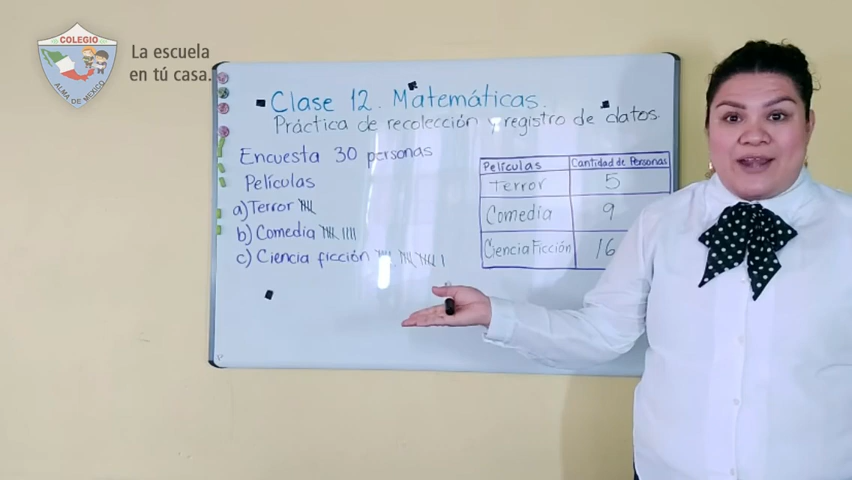 COLEGIO
ALMA DE MEXICO
La escuela
en tú casa.
Clase 12. Matemáticas.
Práctica de recolección y registro de datos.
Encuesta 30 personas
Películas
a) Terror
b) Comedia
c) Ciencia ficción
Películas Cantidad de Personas
Terror 5
Comedia 9
Ciencia Ficción 16